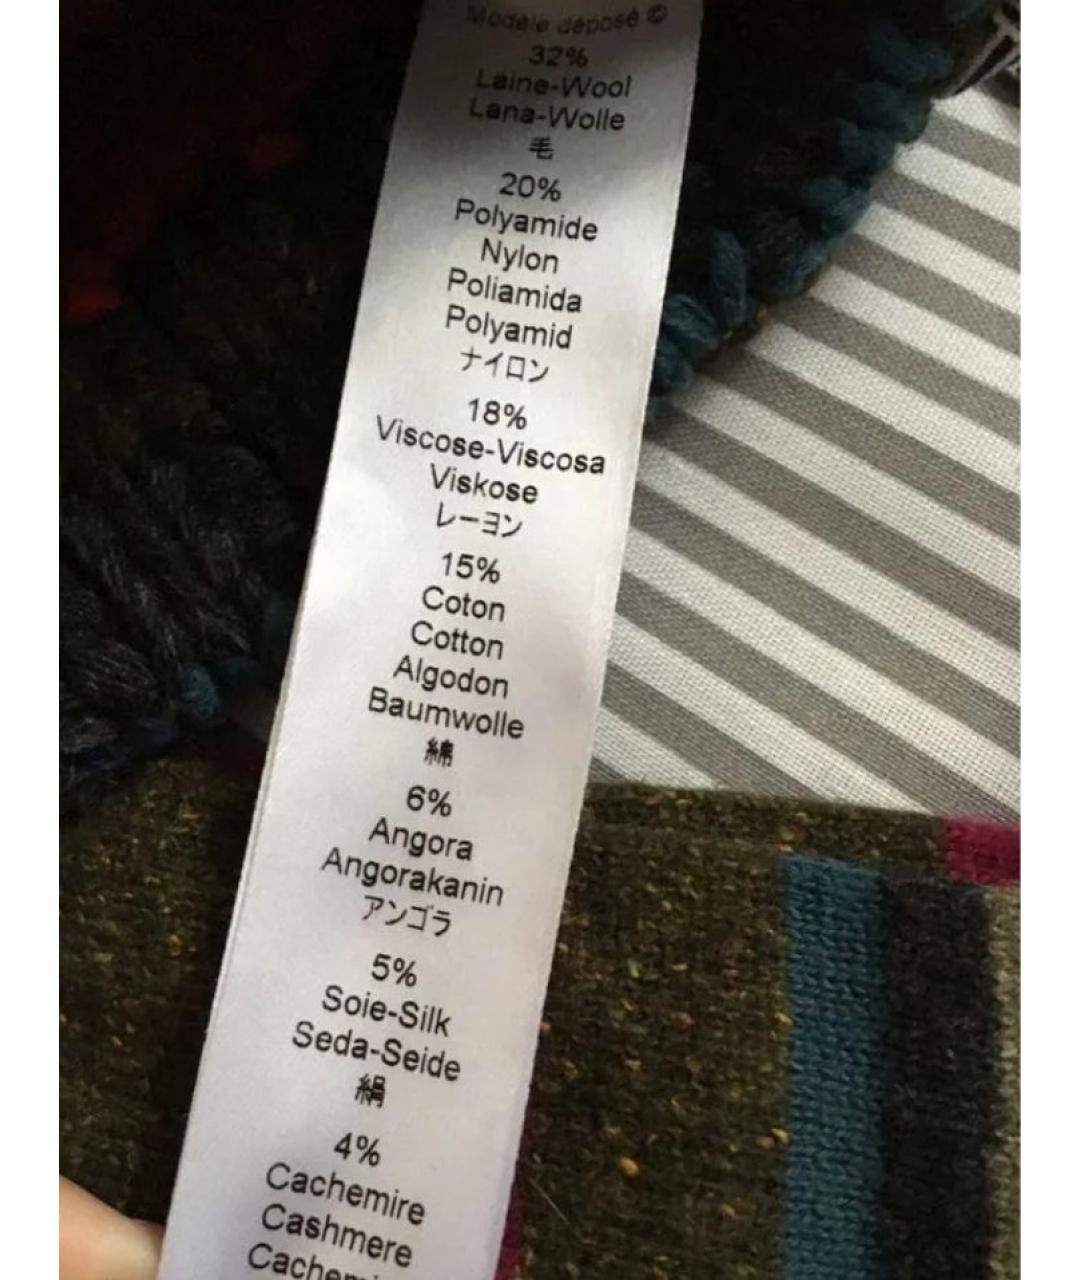 Modèle déposé ©
32%
Laine-Wool
Lana-Wolle
毛
20%
Polyamide
Nylon
Poliamida
Polyamid
ナイロン
18%
Viscose-Viscosa
Viskose
レーヨン
15%
Coton
Cotton
Algodon
Baumwolle
綿
6%
Angora
Angorakanin
アンゴラ
5%
Soie-Silk
Seda-Seide
絹
4%
Cachemire
Cashmere